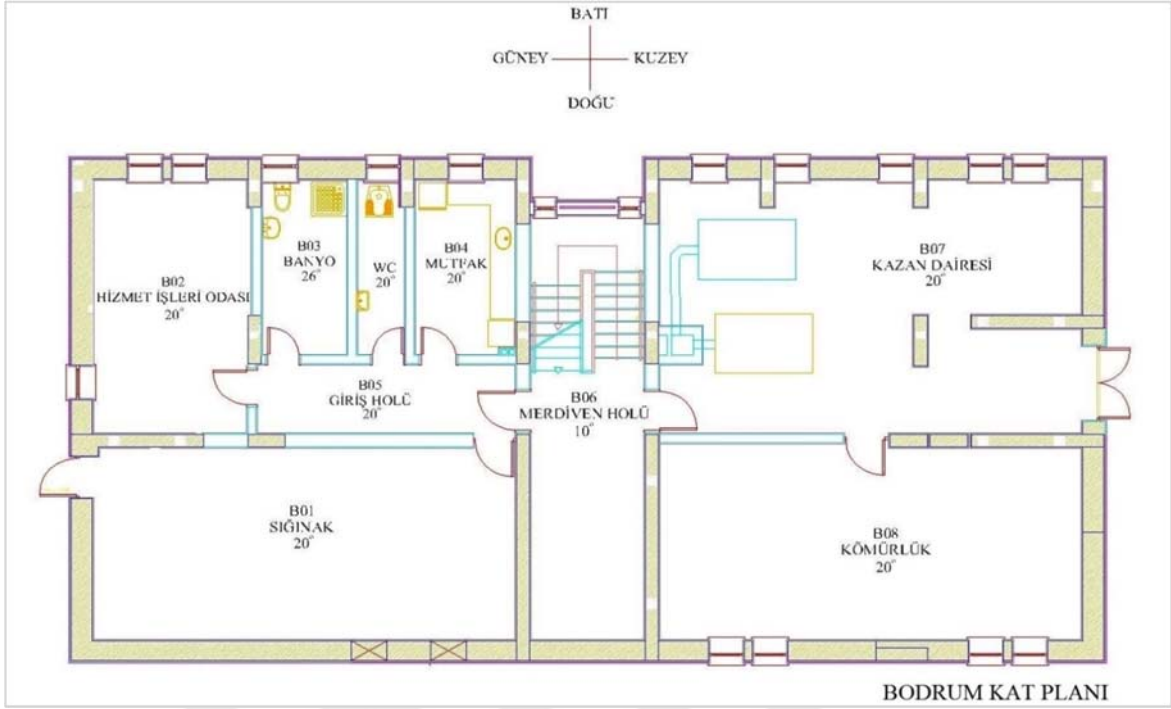 BATI
GÜNEY
KUZEY
DOĞU
B03
BANYO
26°
WC
20°
B04
MUTFAK
20°
B07
KAZAN DAİRESİ
20°
B02
HİZMET İŞLERİ ODASI
20°
B05
GİRİŞ HOLÜ
20°
B06
MERDİVEN HOLÜ
10°
B01
SIĞINAK
20°
B08
KÖMÜRLÜK
20°
BODRUM KAT PLANI